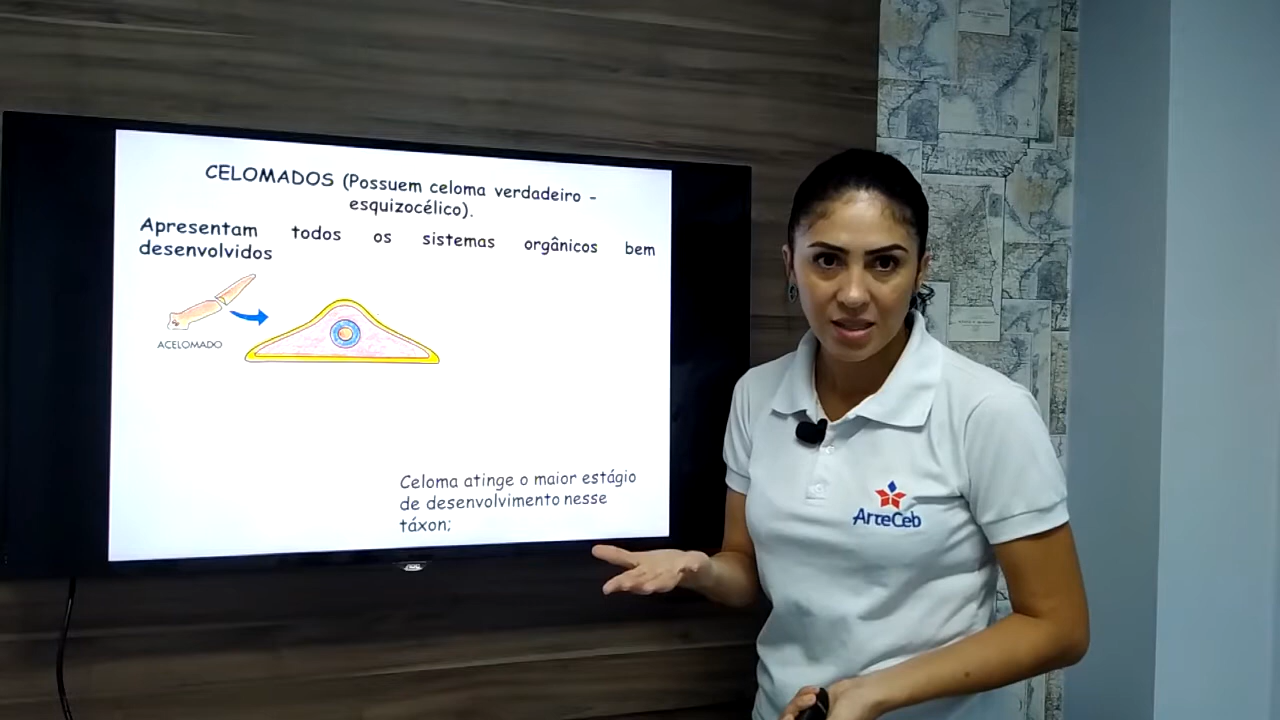 CELOMADOS (Possuem celoma verdadeiro -
esquizocélico).
Apresentam todos os sistemas orgânicos bem
desenvolvidos
ACELOMADO
Celoma atinge o maior estágio
de desenvolvimento nesse
táxon;
ArteCeb